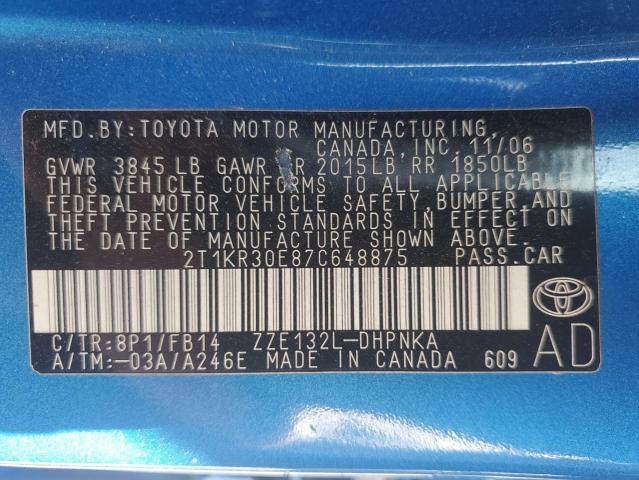 MFD. BY: TOYOTA MOTOR MANUFACTURING,
CANADA, INC. 11/06
GVWR 3845 LB GAWR R 2015LB, RR 1850LB
THIS VEHICLE CONFORMS TO ALL APPLICABLE
FEDERAL MOTOR VEHICLE SAFETY, BUMPER, AND
THEFT PREVENTION STANDARDS IN EFFECT ON
THE DATE OF MANUFACTURE SHOWN ABOVE.
2T1KR30E87C648875 PASS. CAR
C/TR: 8P1/FB14 ZZE132L-DHPNKA
A/TM: -03A/A246E MADE IN CANADA 609
AD